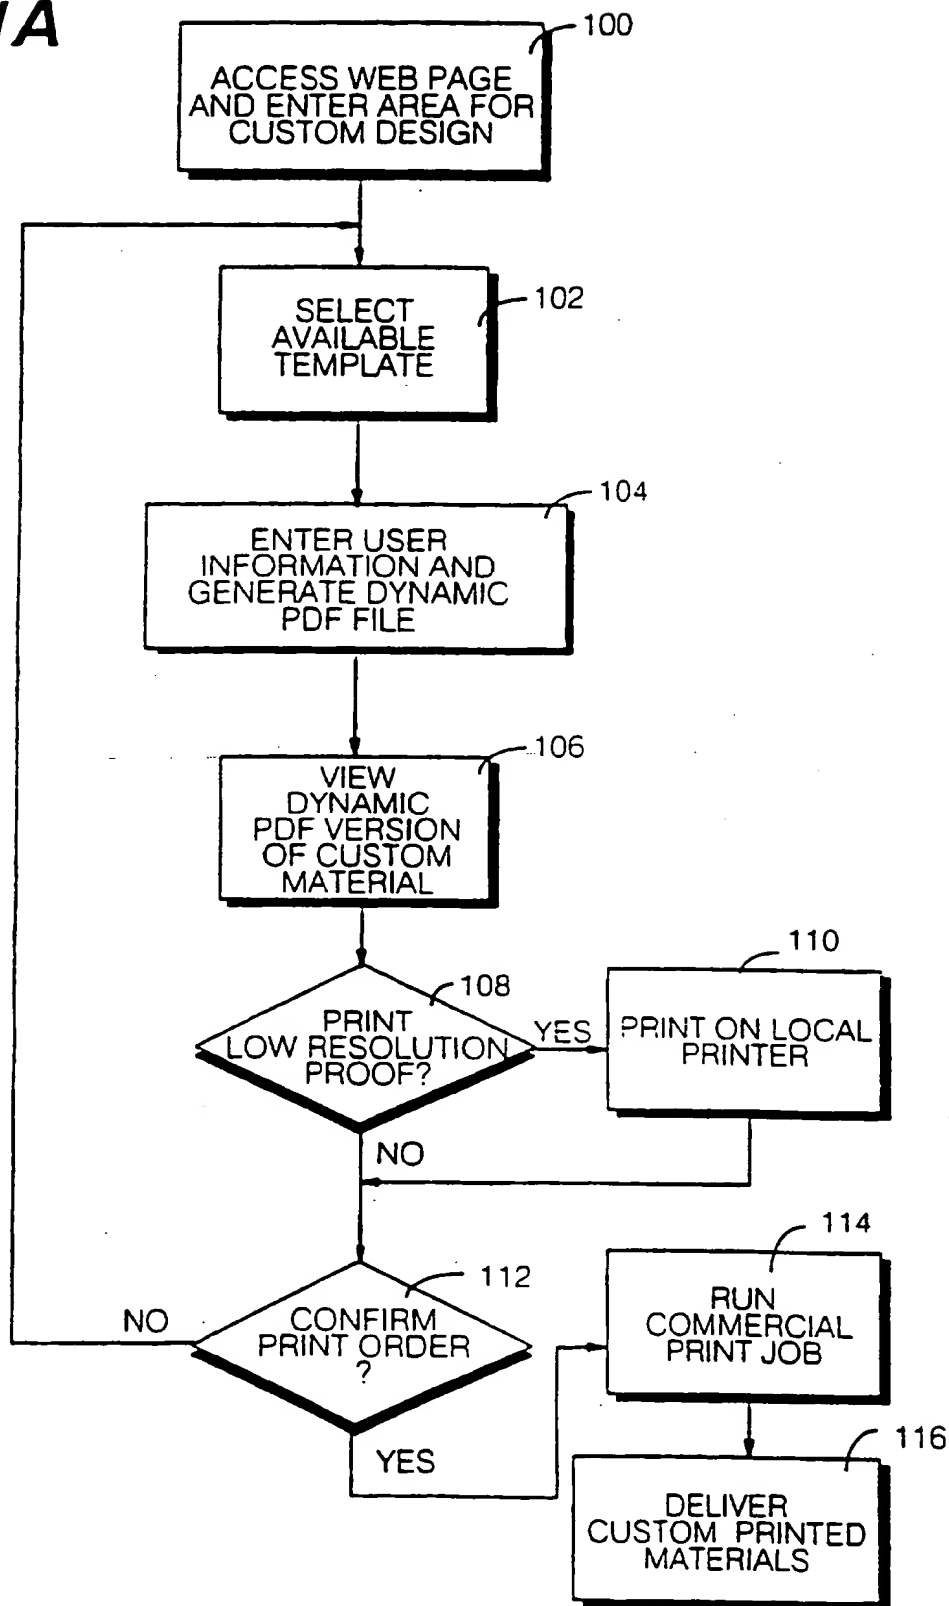 1A
100
ACCESS WEB PAGE
AND ENTER AREA FOR
CUSTOM DESIGN
102
SELECT
AVAILABLE
TEMPLATE
104
ENTER USER
INFORMATION AND
GENERATE DYNAMIC
PDF FILE
106
VIEW
DYNAMIC
PDF VERSION
OF CUSTOM
MATERIAL
108
PRINT
LOW RESOLUTION
PROOF?
YES
110
PRINT ON LOCAL
PRINTER
NO
112
CONFIRM
PRINT ORDER
?
NO
YES
114
RUN
COMMERCIAL
PRINT JOB
116
DELIVER
CUSTOM PRINTED
MATERIALS